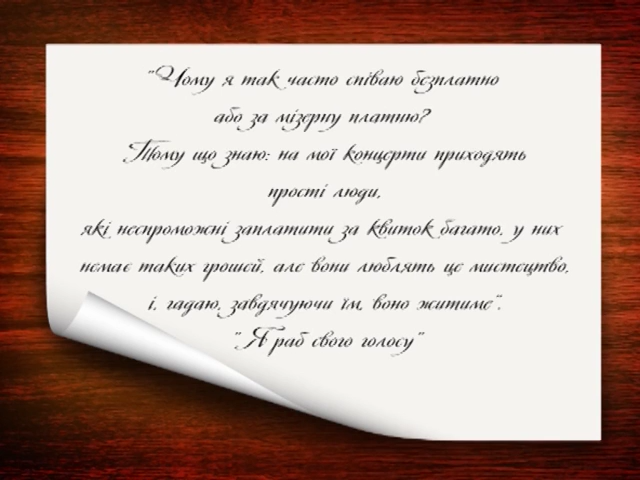 "Чому я так часто співаю безплатно
або за мізерну платню?
Тому що знаю: на мої концерти приходять
прості люди,
які неспроможні заплатити за квиток багато, у них
немає таких грошей, але вони люблять це мистецтво,
і, гадаю, завдячуючи їм, воно житиме".
"Я раб свого голосу"